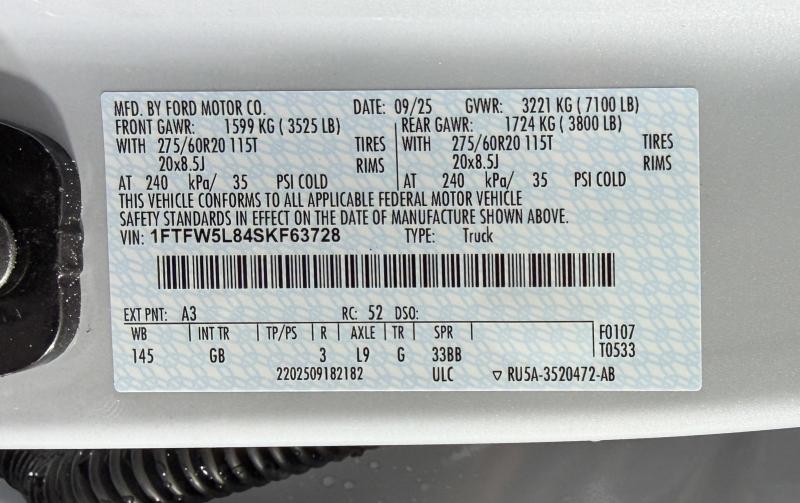 MFD. BY FORD MOTOR CO. DATE: 09/25 GVWR: 3221 KG (7100 LB)
FRONT GAWR: 1599 KG (3525 LB) REAR GAWR: 1724 KG (3800 LB)
WITH 275/60R20 115T TIRES WITH 275/60R20 115T TIRES
20x8.5J RIMS 20x8.5J RIMS
AT 240 kPa/ 35 PSI COLD AT 240 kPa/ 35 PSI COLD
THIS VEHICLE CONFORMS TO ALL APPLICABLE FEDERAL MOTOR VEHICLE
SAFETY STANDARDS IN EFFECT ON THE DATE OF MANUFACTURE SHOWN ABOVE.
VIN: 1FTFW5L84SKF63728 TYPE: Truck
EXT PNT: A3 RC: 52 DSO:
WB INT TR TP/PS R AXLE TR SPR F0107
145 GB 3 L9 G 33BB T0533
2202509182182 ULC ▽ RU5A-3520472-AB